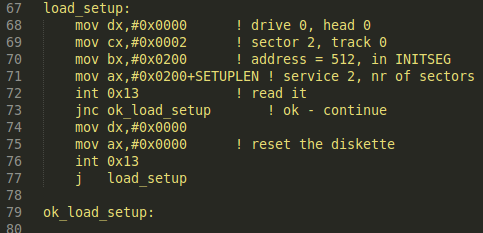 67 load_setup:
68     mov dx,#0x0000      ! drive 0, head 0
69     mov cx,#0x0002      ! sector 2, track 0
70     mov bx,#0x0200      ! address = 512, in INITSEG
71     mov ax,#0x0200+SETUPLEN ! service 2, nr of sectors
72     int 0x13            ! read it
73     jnc ok_load_setup       ! ok - continue
74     mov dx,#0x0000
75     mov ax,#0x0000      ! reset the diskette
76     int 0x13
77     j   load_setup
78
79 ok_load_setup:
80